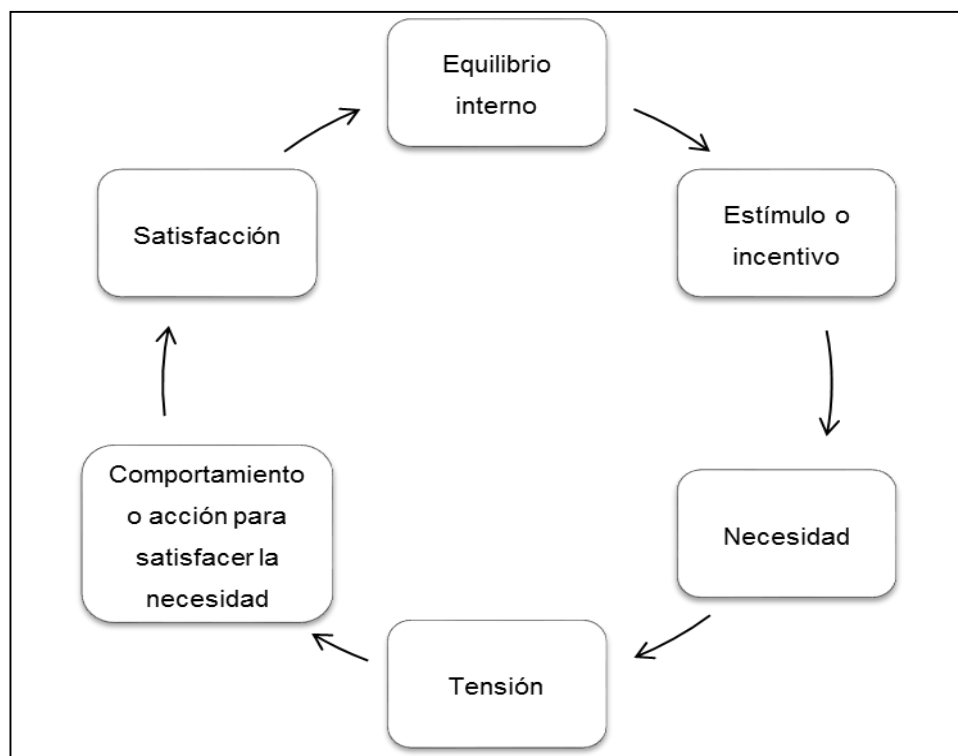 Equilibrio
interno
Estímulo o
incentivo
Necesidad
Tensión
Comportamiento
o acción para
satisfacer la
necesidad
Satisfacción